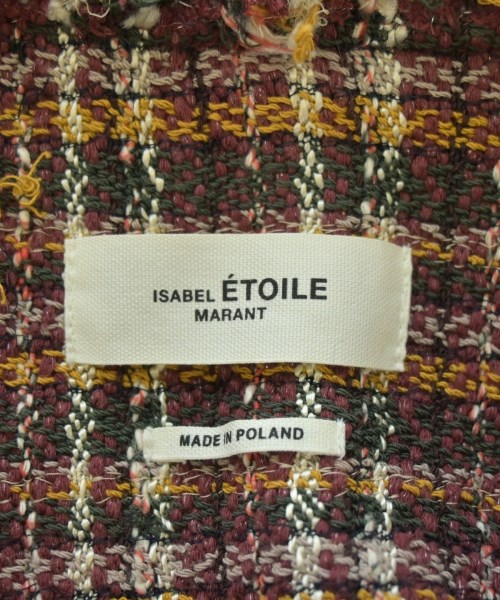 ISABEL ÉTOILE
MARANT
MADE IN POLAND